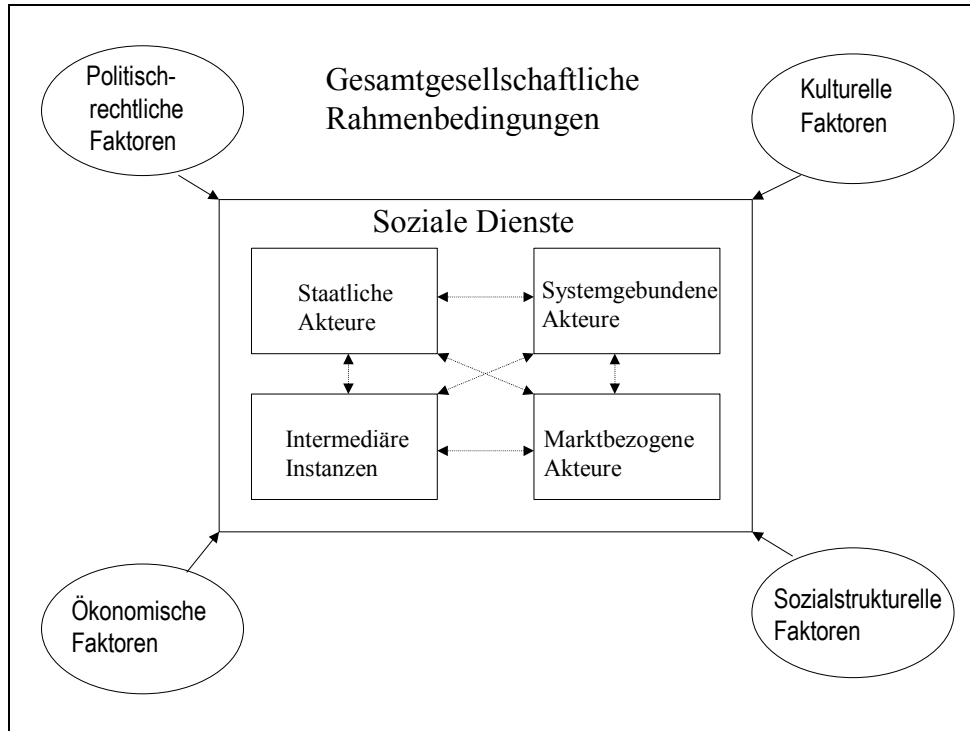 Politisch-
rechtliche
Faktoren
Gesamtgesellschaftliche
Rahmenbedingungen
Kulturelle
Faktoren
Soziale Dienste
Staatliche
Akteure
Systemgebundene
Akteure
Intermediäre
Instanzen
Marktbezogene
Akteure
Ökonomische
Faktoren
Sozialstrukturelle
Faktoren